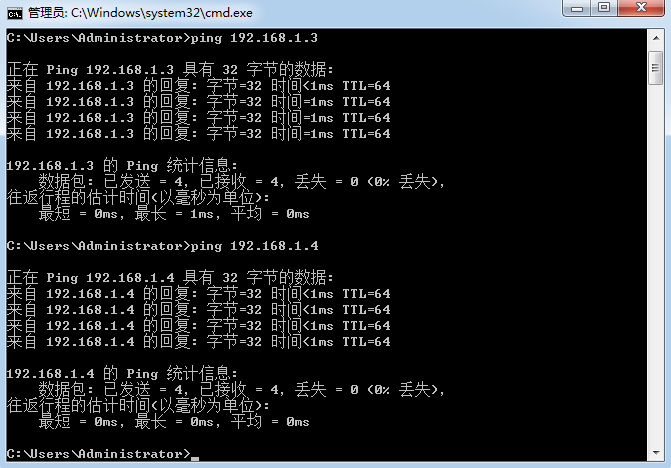 管理员: C:\Windows\system32\cmd.exe
C:\Users\Administrator>ping 192.168.1.3
正在 Ping 192.168.1.3 具有 32 字节的数据:
来自 192.168.1.3 的回复: 字节=32 时间<1ms TTL=64
来自 192.168.1.3 的回复: 字节=32 时间=1ms TTL=64
来自 192.168.1.3 的回复: 字节=32 时间=1ms TTL=64
来自 192.168.1.3 的回复: 字节=32 时间=1ms TTL=64
192.168.1.3 的 Ping 统计信息:
数据包: 已发送 = 4, 已接收 = 4, 丢失 = 0 (0% 丢失),
往返行程的估计时间(以毫秒为单位):
最短 = 0ms, 最长 = 1ms, 平均 = 0ms
C:\Users\Administrator>ping 192.168.1.4
正在 Ping 192.168.1.4 具有 32 字节的数据:
来自 192.168.1.4 的回复: 字节=32 时间<1ms TTL=64
来自 192.168.1.4 的回复: 字节=32 时间<1ms TTL=64
来自 192.168.1.4 的回复: 字节=32 时间<1ms TTL=64
来自 192.168.1.4 的回复: 字节=32 时间<1ms TTL=64
192.168.1.4 的 Ping 统计信息:
数据包: 已发送 = 4, 已接收 = 4, 丢失 = 0 (0% 丢失),
往返行程的估计时间(以毫秒为单位):
最短 = 0ms, 最长 = 0ms, 平均 = 0ms
C:\Users\Administrator>_